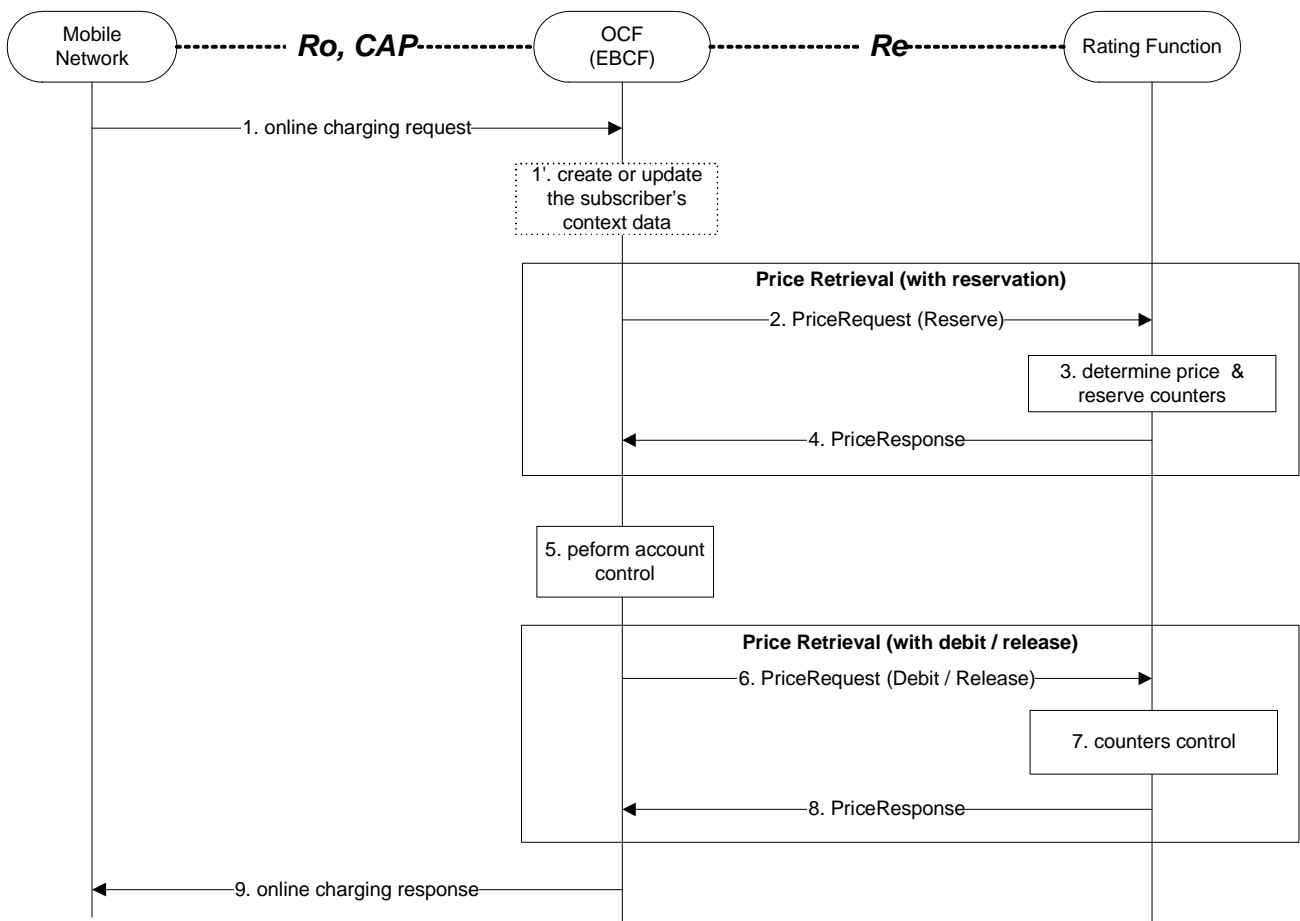 Mobile
Network
Ro, CAP
OCF
(EBCF)
Re
Rating Function
1. online charging request
1'. create or update
the subscriber's
context data
Price Retrieval (with reservation)
2. PriceRequest (Reserve)
3. determine price &
reserve counters
4. PriceResponse
5. peform account
control
Price Retrieval (with debit / release)
6. PriceRequest (Debit / Release)
7. counters control
8. PriceResponse
9. online charging response